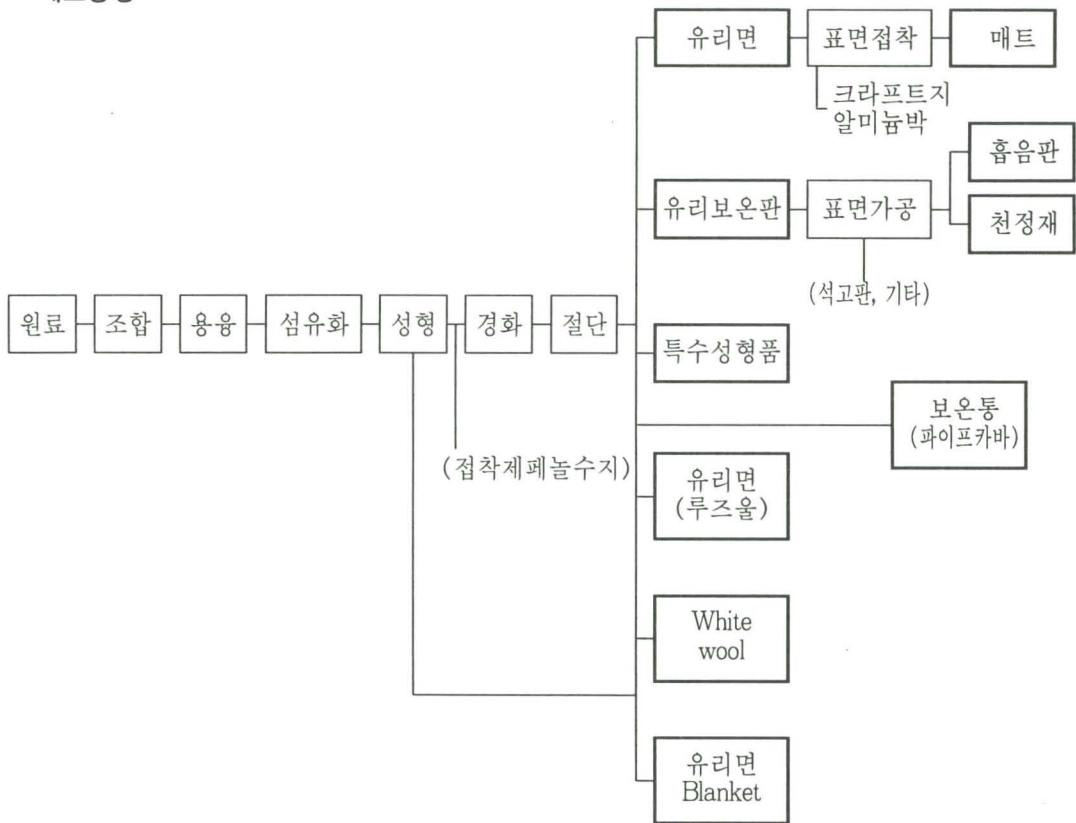 유리면 표면접착 매트
크라프트지
알미늄박
흡음판
유리보온판 표면가공
천정재
(석고판, 기타)
원료 조합 용융 섬유화 성형 경화 절단
특수성형품
보온통
(파이프카바)
(접착제페놀수지)
유리면
(루즈울)
White
wool
유리면
Blanket